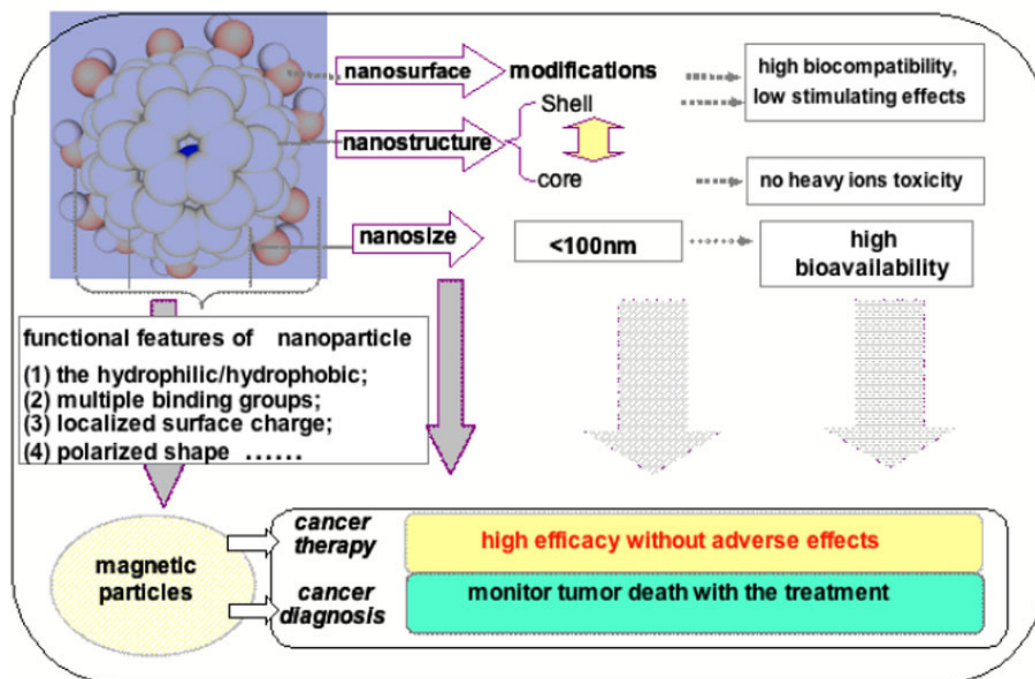 nanosurface
modifications
high biocompatibility,
low stimulating effects
Shell
nanostructure
core
no heavy ions toxicity
nanosize
<100nm
high
bioavailability
functional features of nanoparticle
(1) the hydrophilic/hydrophobic;
(2) multiple binding groups;
(3) localized surface charge;
(4) polarized shape ......
magnetic
particles
cancer
therapy
high efficacy without adverse effects
cancer
diagnosis
monitor tumor death with the treatment